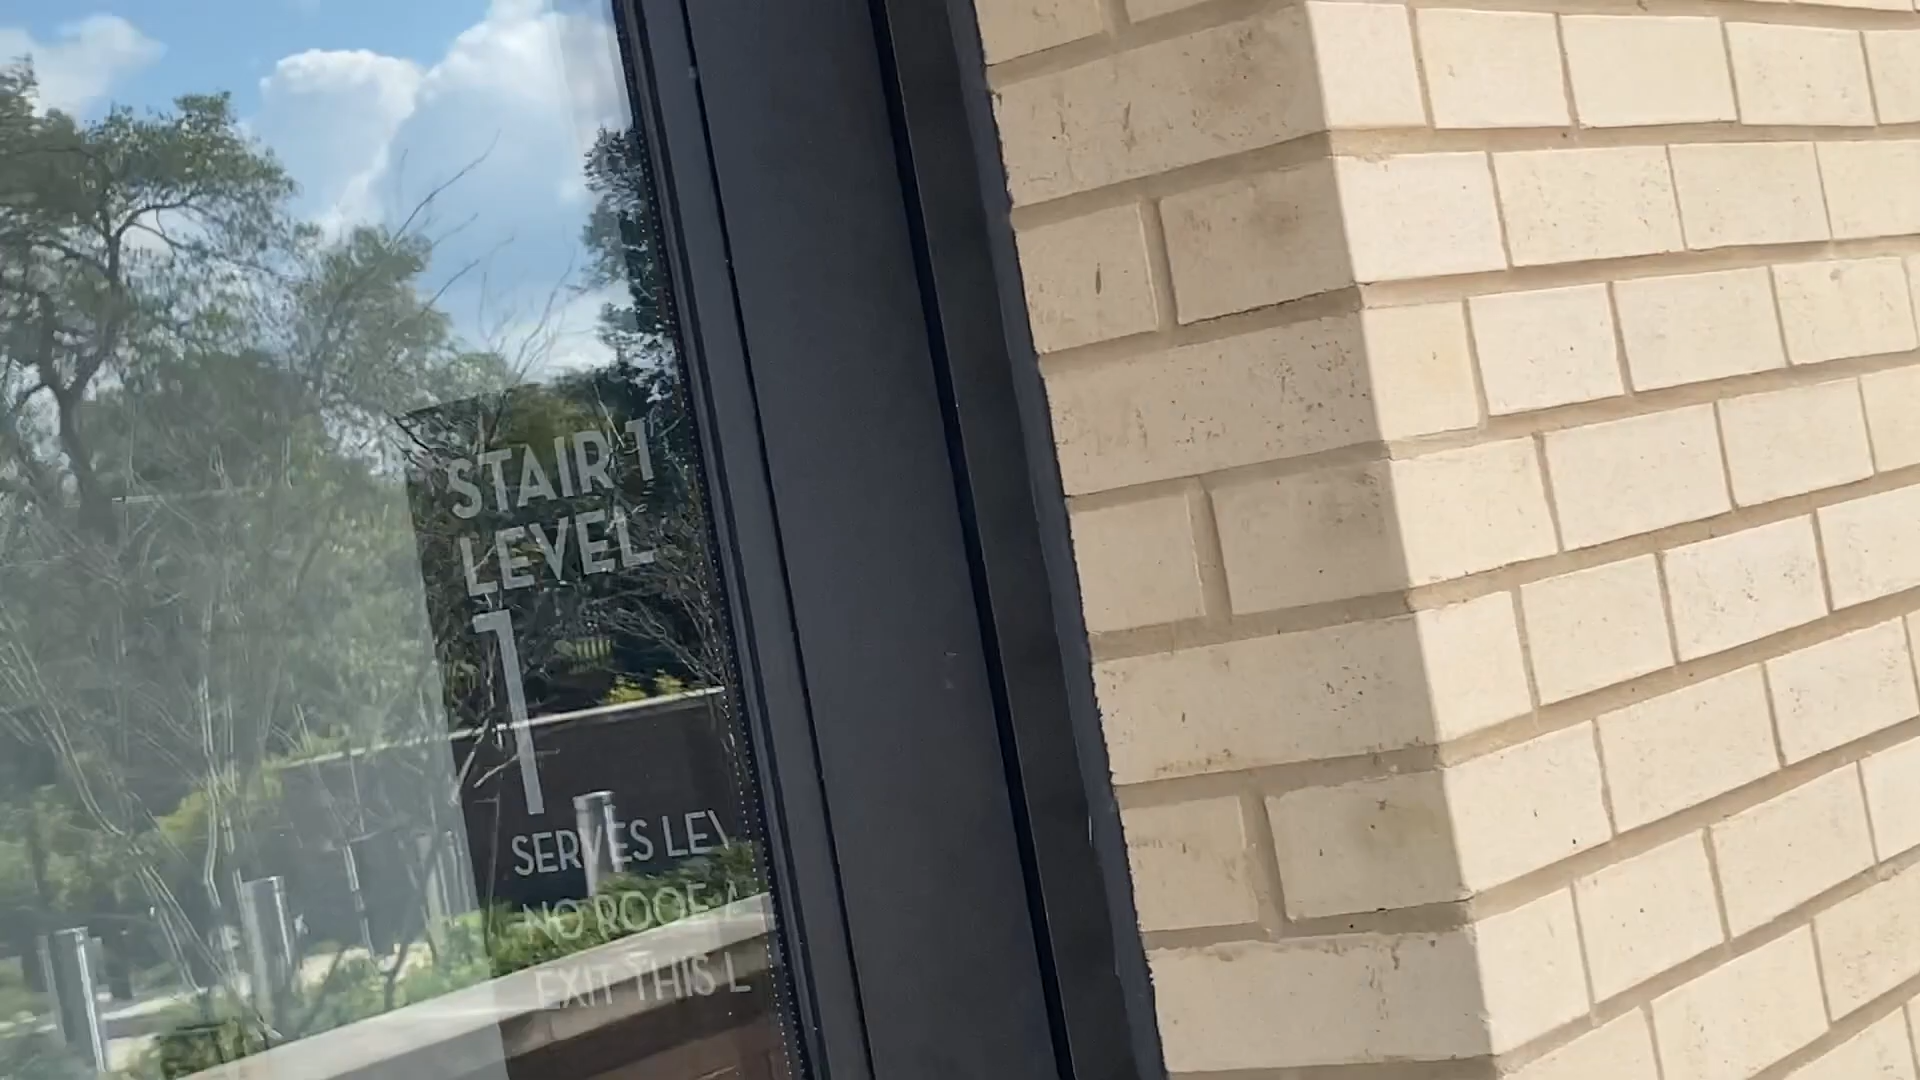 STAIR 1
LEVEL
1
SERVES LEV
NO ROOF A
EXIT THIS L